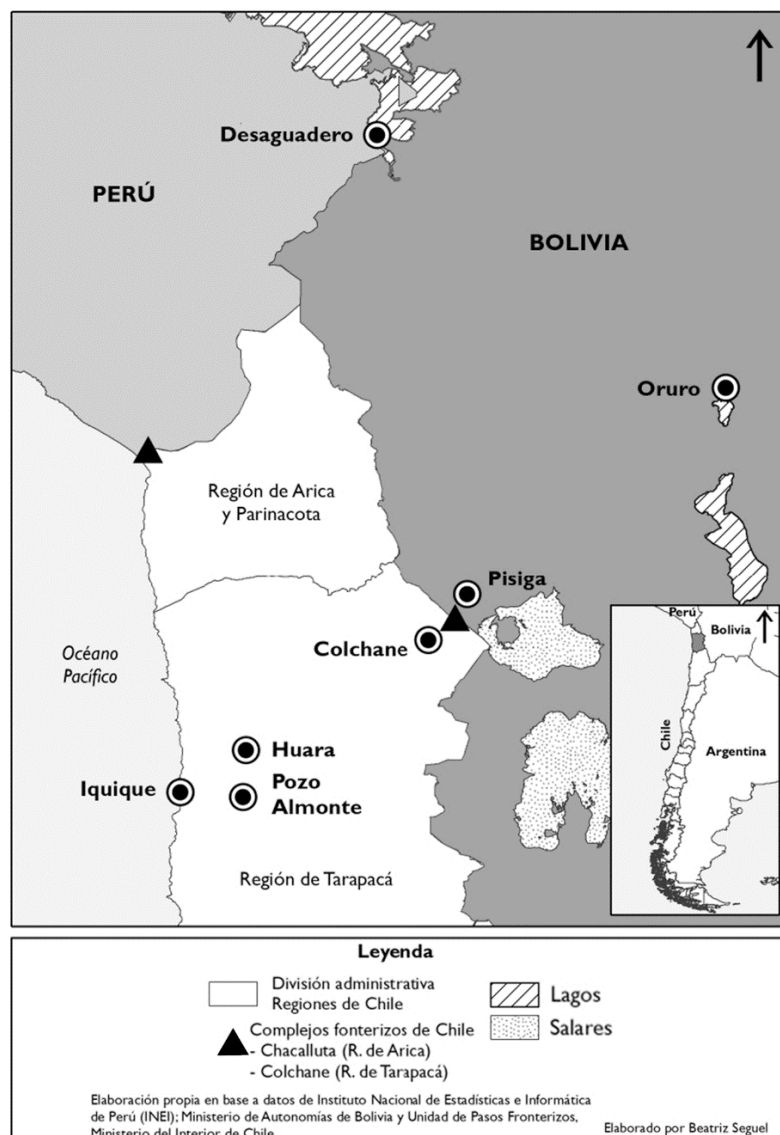 Desaguadero
PERÚ
BOLIVIA
Oruro
Región de Arica
y Parinacota
Pisiga
Colchane
Océano
Pacífico
Huara
Iquique
Pozo
Almonte
Región de Tarapacá
Perú
Bolivia
Chile
Argentina
Leyenda
División administrativa
Regiones de Chile
Lagos
Salares
Complejos fonterizos de Chile
- Chacalluta (R. de Arica)
- Colchane (R. de Tarapacá)
Elaboración propia en base a datos de Instituto Nacional de Estadísticas e Informática
de Perú (INEI); Ministerio de Autonomías de Bolivia y Unidad de Pasos Fronterizos,
Ministerio del Interior de Chile
Elaborado por Beatriz Seguel